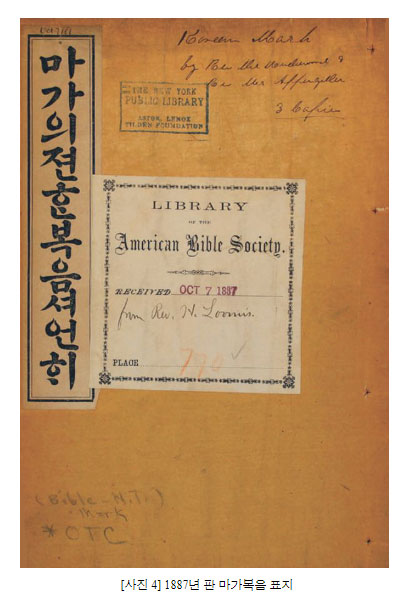 마가의젼ᄒᆞᆫ복음셔언ᄒᆡ
Korean Mark
by Rev Mr Underwood &
Rev Mr Appenzeller
3 Copies
THE NEW YORK
PUBLIC LIBRARY
ASTOR, LENOX
TILDEN FOUNDATION
LIBRARY
OF THE
American Bible Society.
RECEIVED OCT 7 1887
from Rev. H. Loomis.
PLACE 790
(Bible-N.T.)
Mark
*OTC
[사진 4] 1887년 판 마가복음 표지